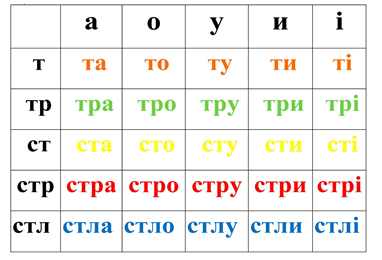 а о у и і
т та то ту ти ті
тр тра тро тру три трі
ст ста сто сту сти сті
стр стра стро стру стри стрі
стл стла стло стлу стли стлі